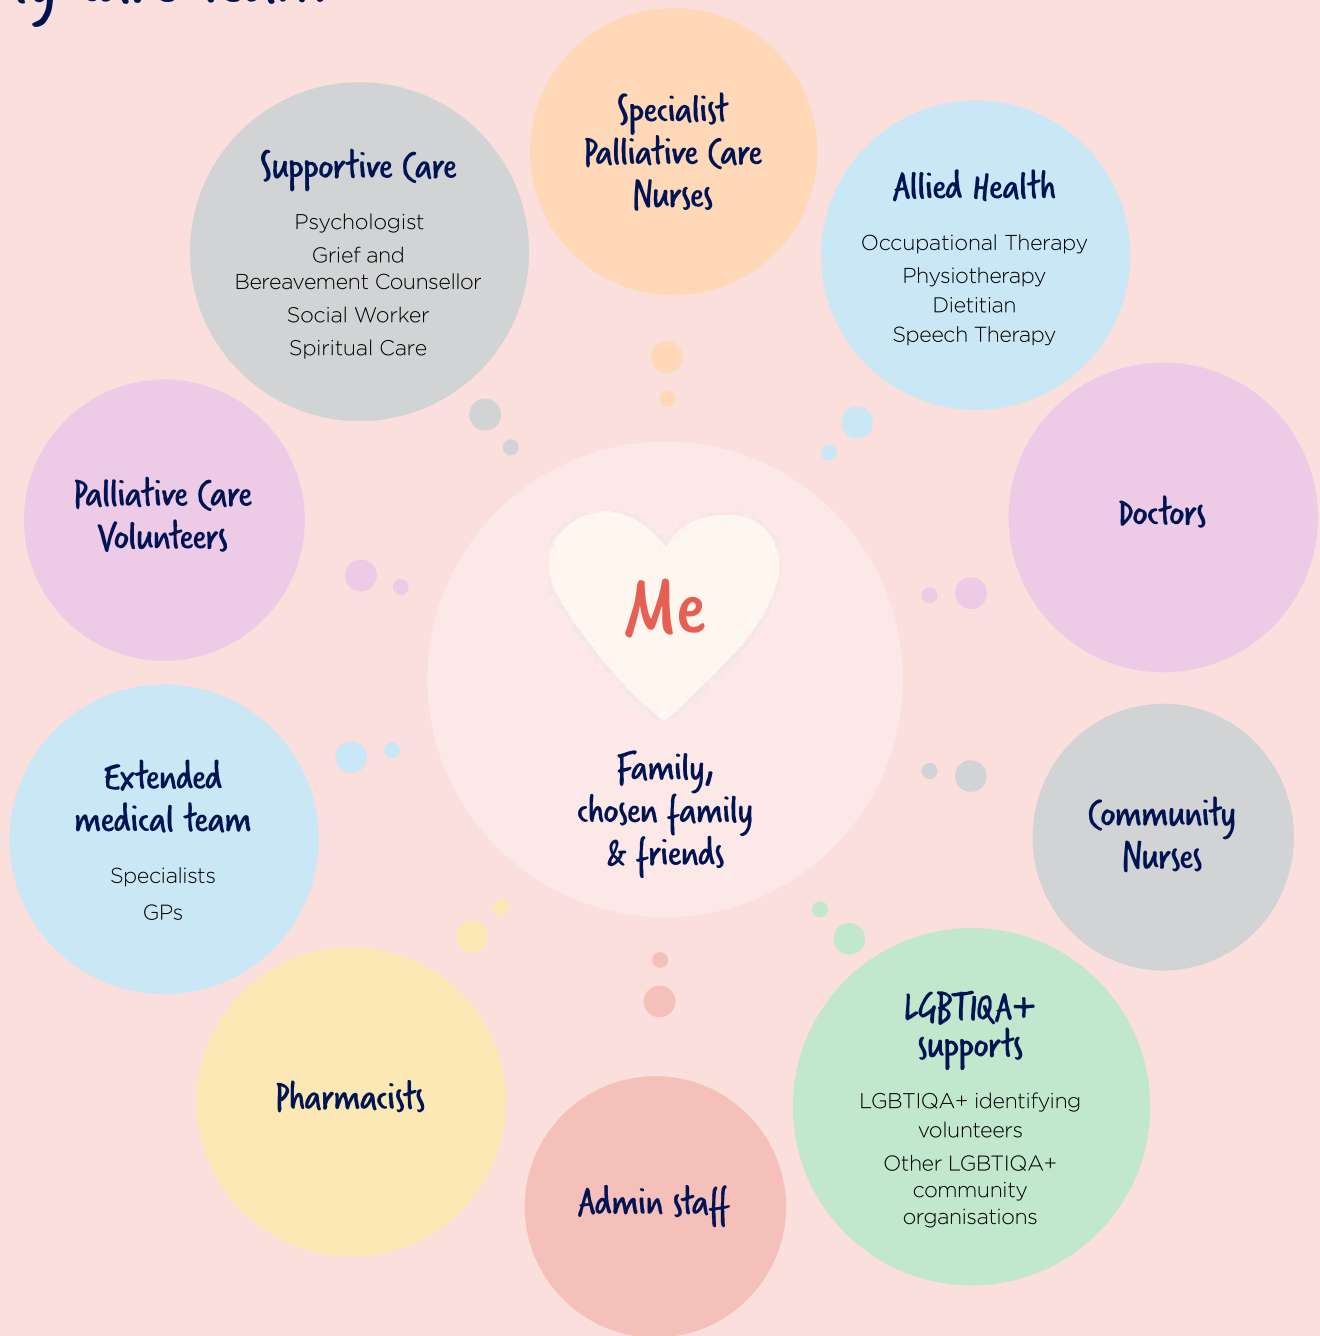 care team
Specialist
Palliative Care
Nurses
Supportive Care
Psychologist
Grief and
Bereavement Counsellor
Social Worker
Spiritual Care
Allied Health
Occupational Therapy
Physiotherapy
Dietitian
Speech Therapy
Palliative Care
Volunteers
Doctors
Me
Family,
chosen family
& friends
Extended
medical team
Specialists
GPs
Community
Nurses
Pharmacists
LGBTIQA+
supports
LGBTIQA+ identifying
volunteers
Other LGBTIQA+
community
organisations
Admin staff